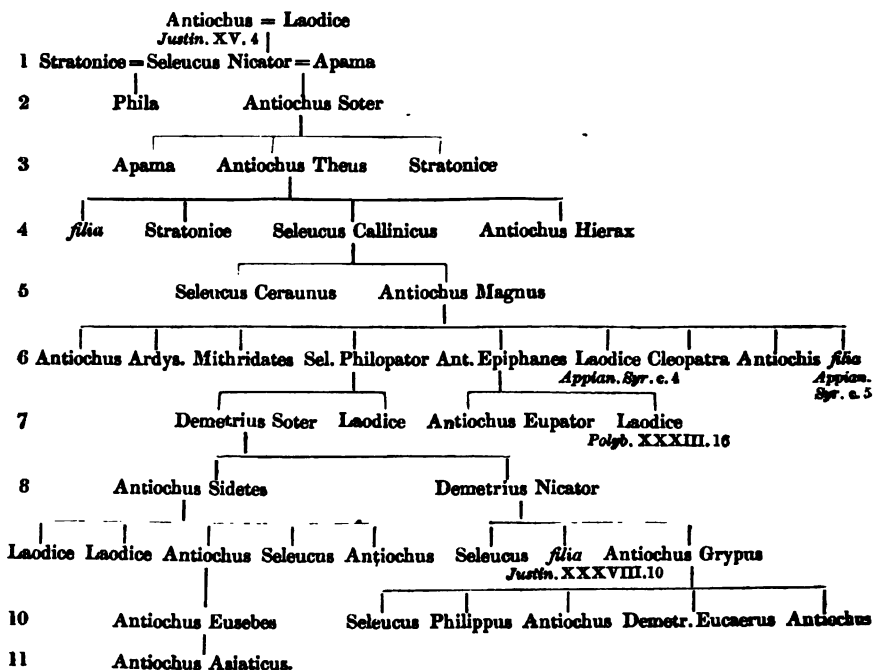 Antiochus = Laodice
Justin. XV. 4
1 Stratonice = Seleucus Nicator = Apama
2 Phila Antiochus Soter
3 Apama Antiochus Theus Stratonice
4 filia Stratonice Seleucus Callinicus Antiochus Hierax
5 Seleucus Ceraunus Antiochus Magnus
6 Antiochus Ardys. Mithridates Sel. Philopator Ant. Epiphanes Laodice Cleopatra Antiochis filia
Appian. Syr. c. 4 Appian.
Syr. c. 5
7 Demetrius Soter Laodice Antiochus Eupator Laodice
Polyb. XXXIII. 16
8 Antiochus Sidetes Demetrius Nicator
Laodice Laodice Antiochus Seleucus Antiochus Seleucus filia Antiochus Grypus
Justin. XXXVIII. 10
10 Antiochus Eusebes Seleucus Philippus Antiochus Demetr. Eucaerus Antiochus
11 Antiochus Asiaticus.